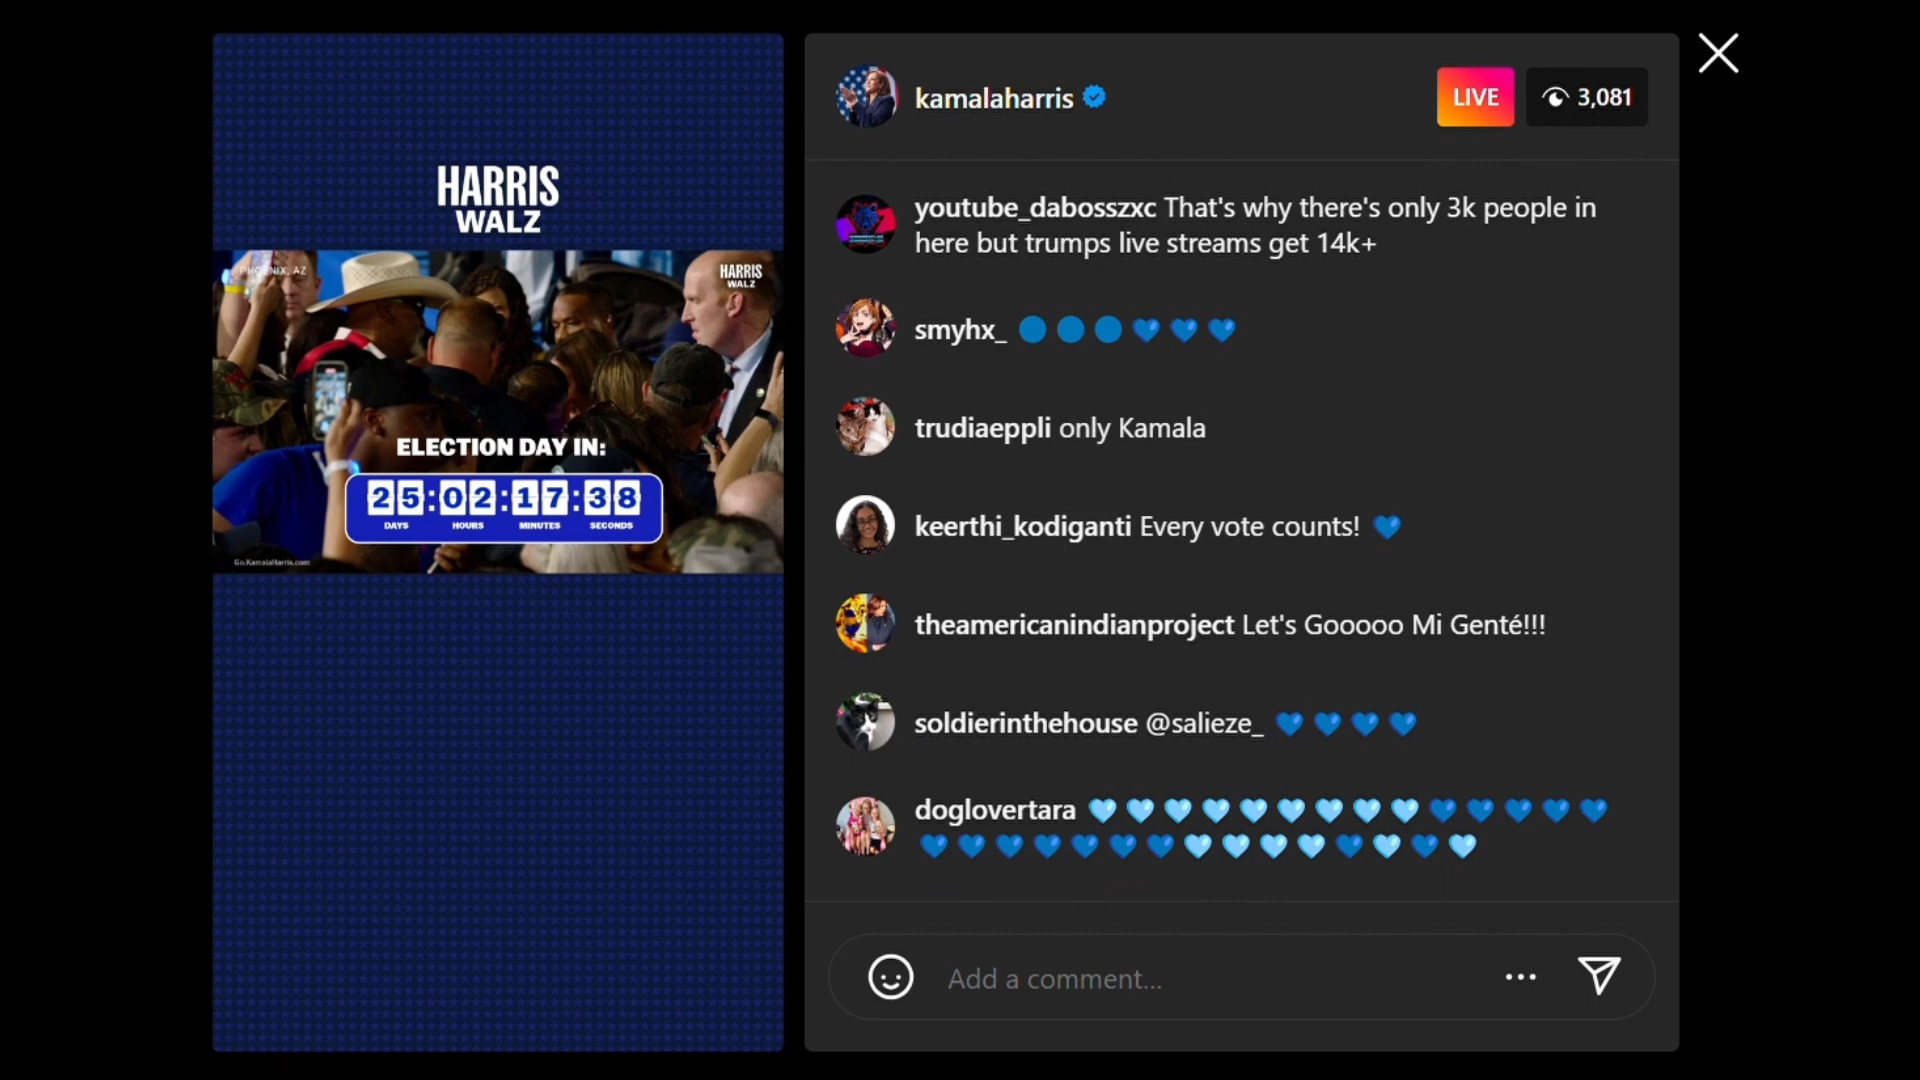 HARRIS
WALZ
PHOENIX, AZ
HARRIS
WALZ
ELECTION DAY IN:
25:02:17:38
DAYS HOURS MINUTES SECONDS
Go.KamalaHarris.com
kamalaharris
LIVE
3,081
youtube_dabosszxc That's why there's only 3k people in
here but trumps live streams get 14k+
smyhx_ 🔵🔵🔵💙💙💙
trudiaeppli only Kamala
keerthi_kodiganti Every vote counts! 💙
theamericanindianproject Let's Gooooo Mi Genté!!!
soldierinthehouse @salieze_ 💙💙💙💙
doglovertara 🩵🩵🩵🩵🩵🩵🩵🩵🩵💙💙💙💙💙
💙💙💙💙💙💙💙🩵🩵🩵🩵💙🩵💙🩵
Add a comment...